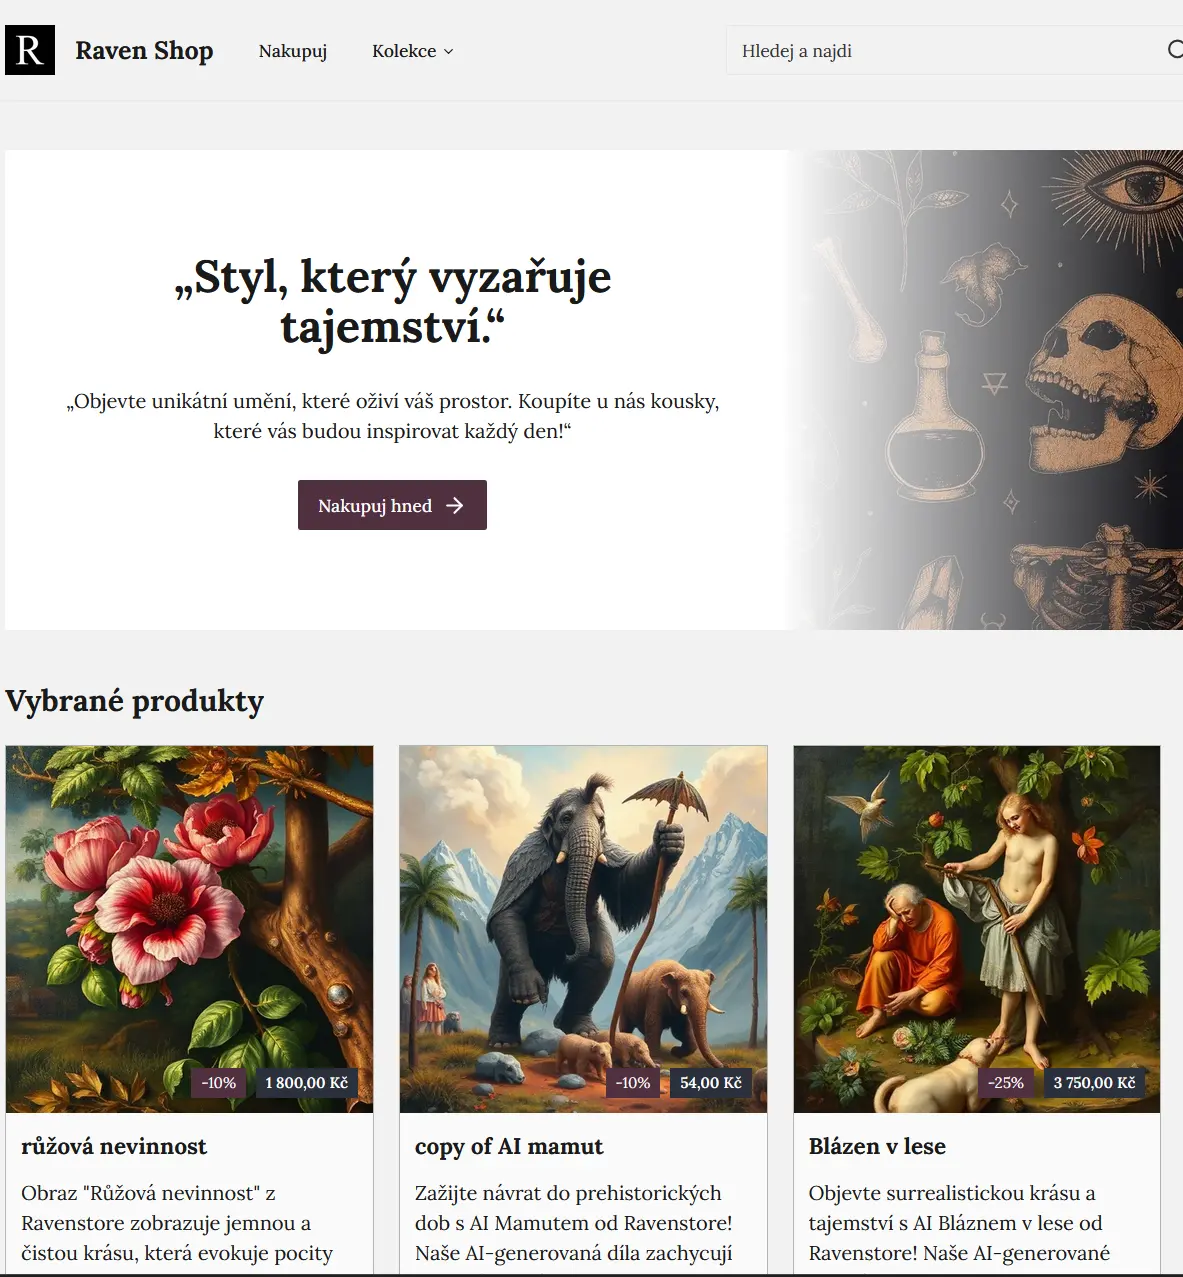 R
Raven Shop
Nakupuj
Kolekce
Hledej a najdi
„Styl, který vyzařuje
tajemství.“
„Objevte unikátní umění, které oživí váš prostor. Koupíte u nás kousky,
které vás budou inspirovat každý den!“
Nakupuj hned
Vybrané produkty
-10%
1 800,00 Kč
růžová nevinnost
Obraz "Růžová nevinnost" z
Ravenstore zobrazuje jemnou a
čistou krásu, která evokuje pocity
-10%
54,00 Kč
copy of AI mamut
Zažijte návrat do prehistorických
dob s AI Mamutem od Ravenstore!
Naše AI-generovaná díla zachycují
-25%
3 750,00 Kč
Blázen v lese
Objevte surrealistickou krásu a
tajemství s AI Bláznem v lese od
Ravenstore! Naše AI-generované